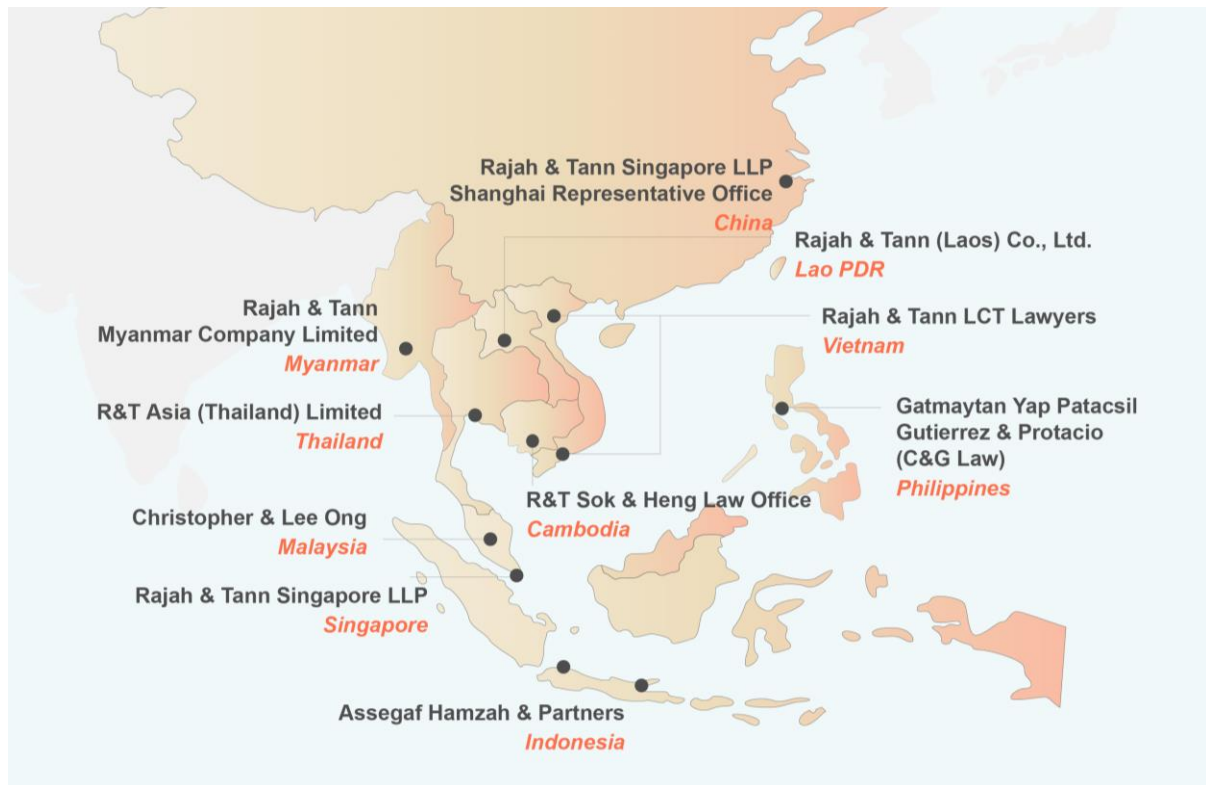 Rajah & Tann Singapore LLP
Shanghai Representative Office
China
Rajah & Tann (Laos) Co., Ltd.
Lao PDR
Rajah & Tann
Myanmar Company Limited
Myanmar
Rajah & Tann LCT Lawyers
Vietnam
R&T Asia (Thailand) Limited
Thailand
Gatmaytan Yap Patacsil
Gutierrez & Protacio
(C&G Law)
Philippines
R&T Sok & Heng Law Office
Cambodia
Christopher & Lee Ong
Malaysia
Rajah & Tann Singapore LLP
Singapore
Assegaf Hamzah & Partners
Indonesia